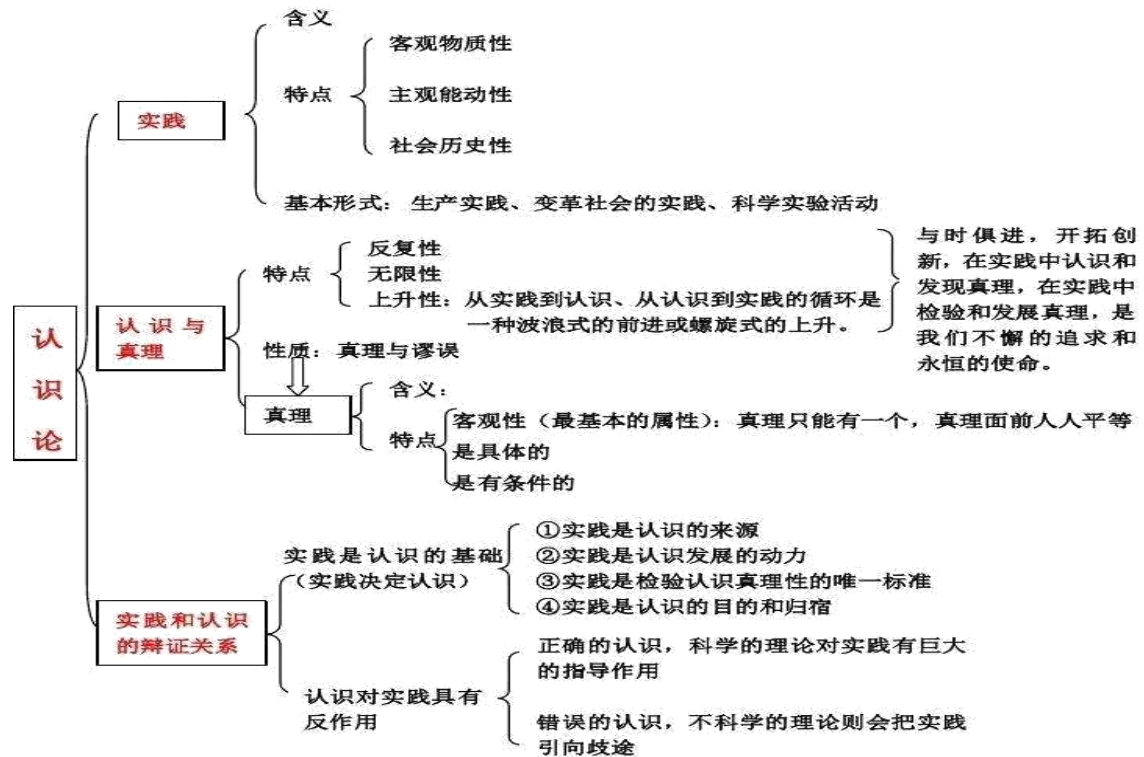 认识论
实践
含义
特点
客观物质性
主观能动性
社会历史性
基本形式：生产实践、变革社会的实践、科学实验活动
认识与
真理
特点
反复性
无限性
上升性：从实践到认识、从认识到实践的循环是
一种波浪式的前进或螺旋式的上升。
与时俱进，开拓创
新，在实践中认识和
发现真理，在实践中
检验和发展真理，是
我们不懈的追求和
永恒的使命。
性质：真理与谬误
真理
含义：
特点
客观性（最基本的属性）：真理只能有一个，真理面前人人平等
是具体的
是有条件的
实践和认识
的辩证关系
实践是认识的基础
（实践决定认识）
①实践是认识的来源
②实践是认识发展的动力
③实践是检验认识真理性的唯一标准
④实践是认识的目的和归宿
认识对实践具有
反作用
正确的认识，科学的理论对实践有巨大
的指导作用
错误的认识，不科学的理论则会把实践
引向歧途